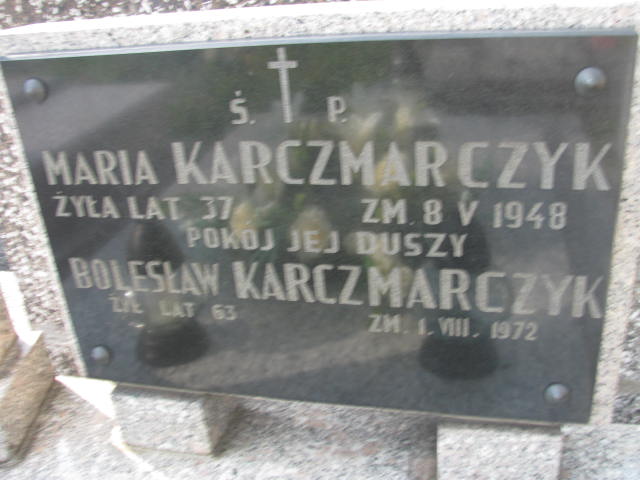 Ś. P.
MARIA KARCZMARCZYK
ŻYŁA LAT 37 ZM. 8 V 1948
POKÓJ JEJ DUSZY
BOLESŁAW KARCZMARCZYK
ŻYŁ LAT 63 ZM. 1. VIII. 1972